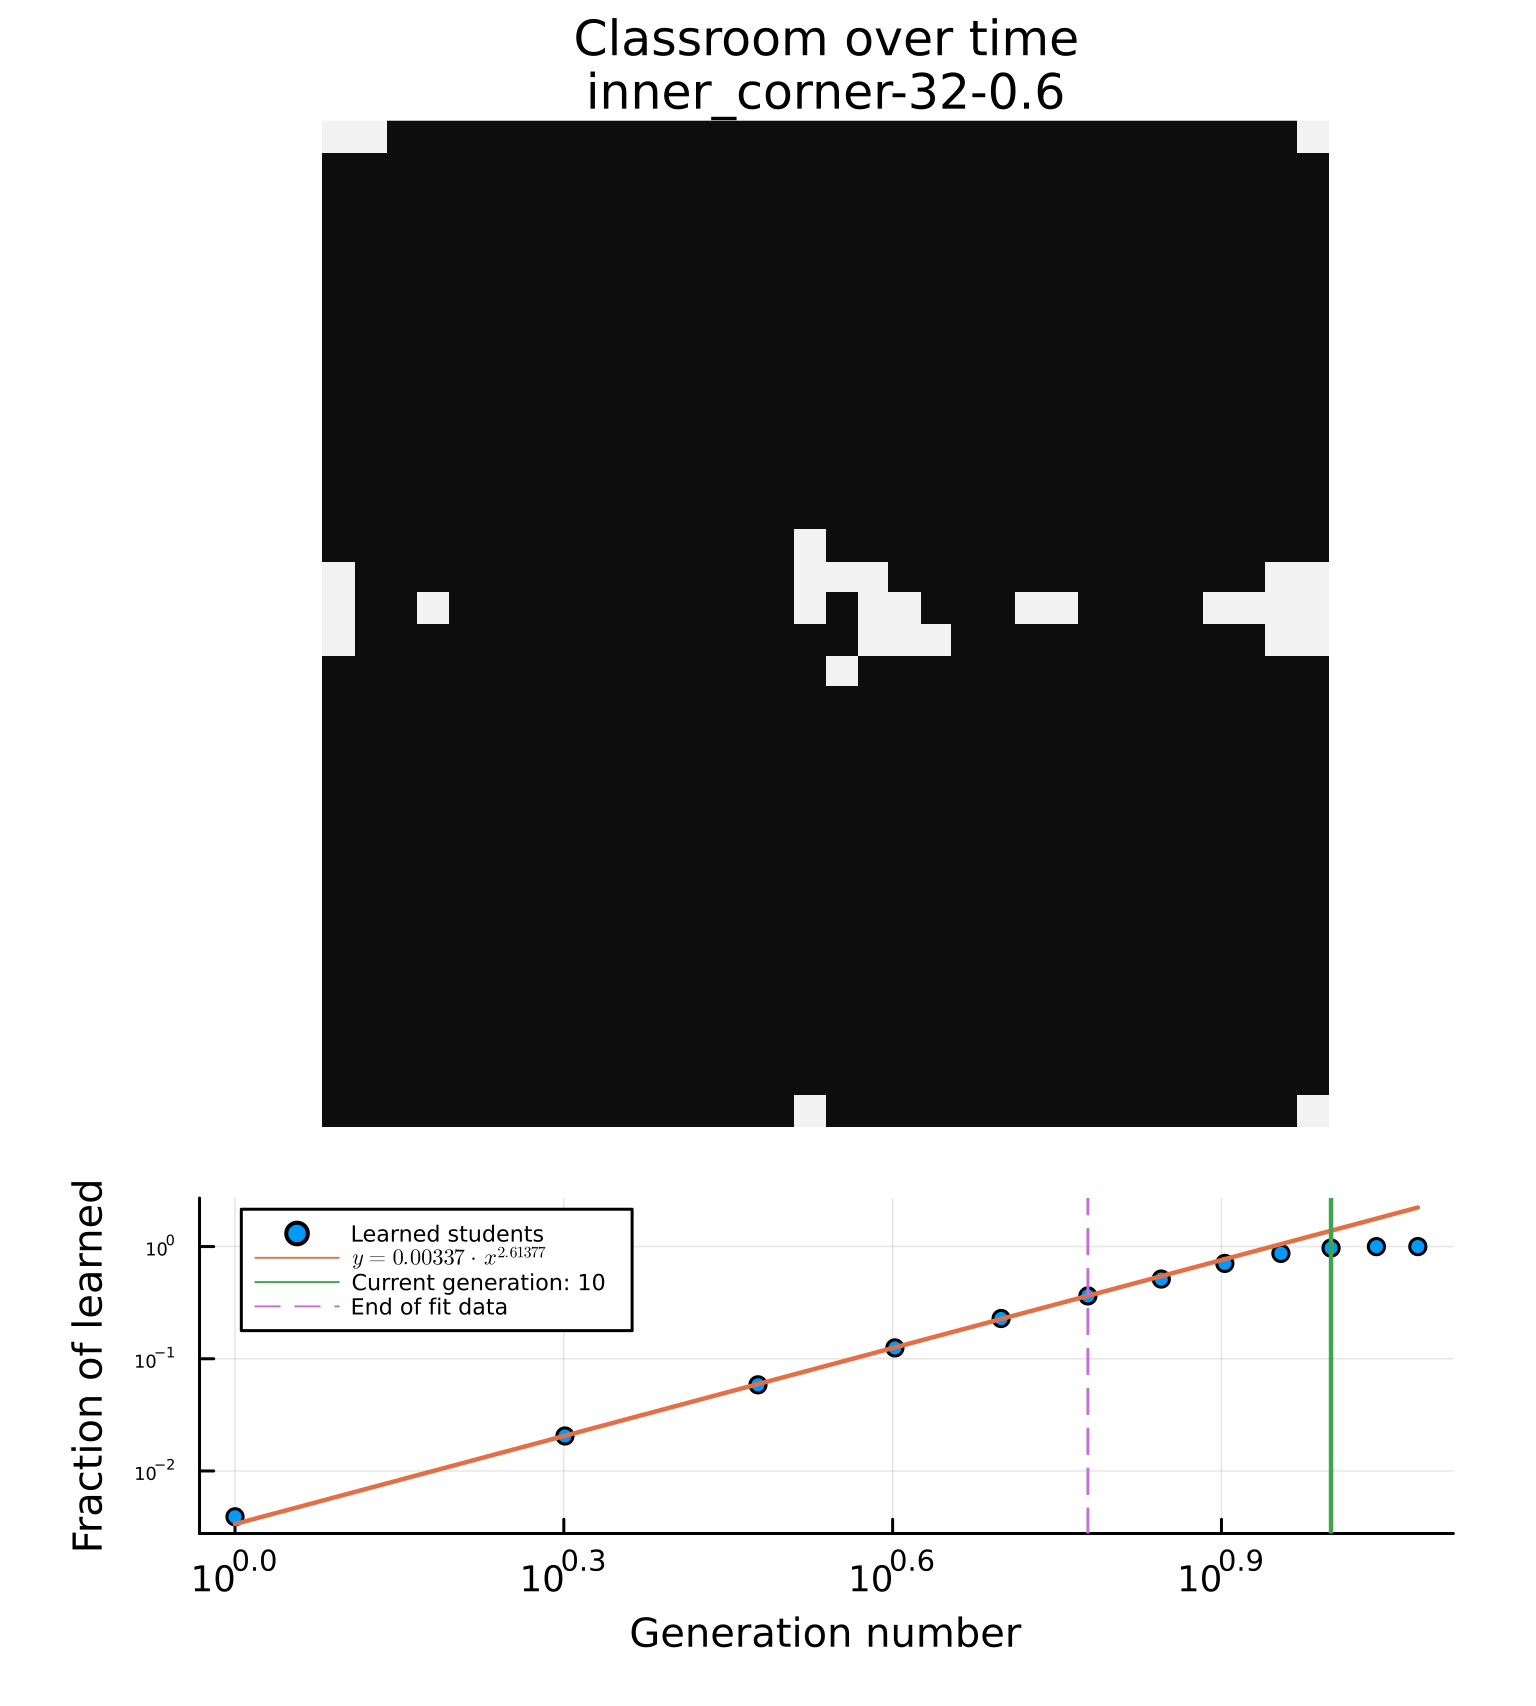 Classroom over time
inner_corner-32-0.6
Fraction of learned
10⁰
10⁻¹
10⁻²
Learned students
y = 0.00337 · x^2.61377
Current generation: 10
End of fit data
10^0.0 10^0.3 10^0.6 10^0.9
Generation number